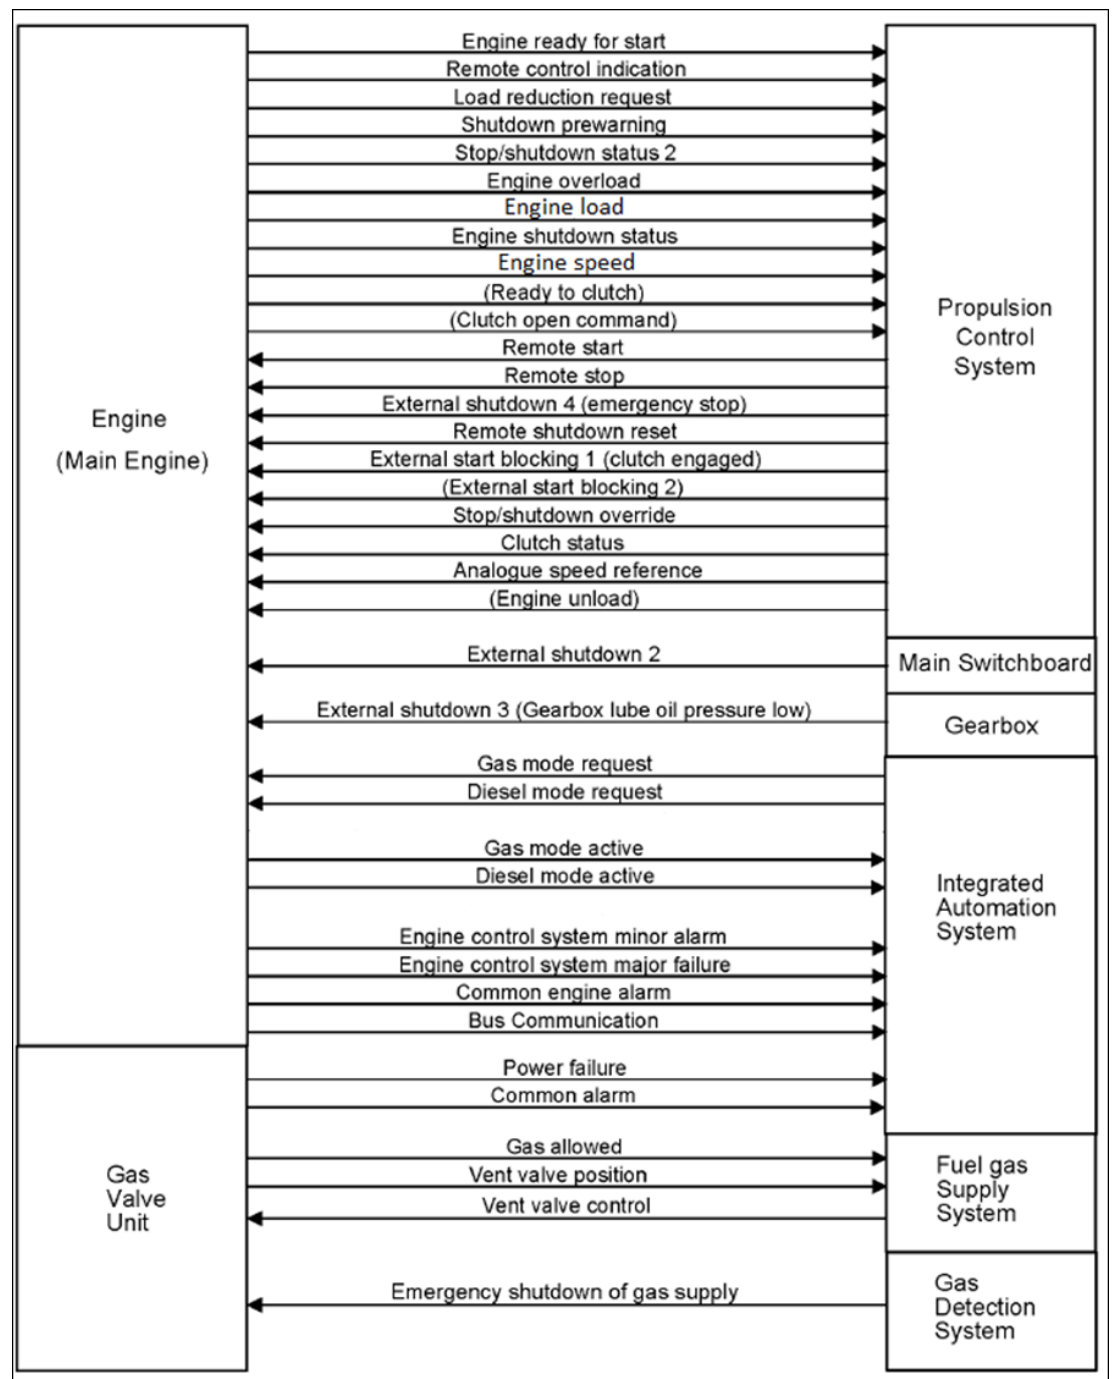 Engine ready for start
Remote control indication
Load reduction request
Shutdown prewarning
Stop/shutdown status 2
Engine overload
Engine load
Engine shutdown status
Engine speed
(Ready to clutch)
(Clutch open command)
Remote start
Remote stop
External shutdown 4 (emergency stop)
Remote shutdown reset
External start blocking 1 (clutch engaged)
(External start blocking 2)
Stop/shutdown override
Clutch status
Analogue speed reference
(Engine unload)
Engine
(Main Engine)
Propulsion
Control
System
External shutdown 2
Main Switchboard
External shutdown 3 (Gearbox lube oil pressure low)
Gearbox
Gas mode request
Diesel mode request
Gas mode active
Diesel mode active
Engine control system minor alarm
Engine control system major failure
Common engine alarm
Bus Communication
Integrated
Automation
System
Power failure
Common alarm
Gas allowed
Vent valve position
Vent valve control
Gas
Valve
Unit
Fuel gas
Supply
System
Emergency shutdown of gas supply
Gas
Detection
System